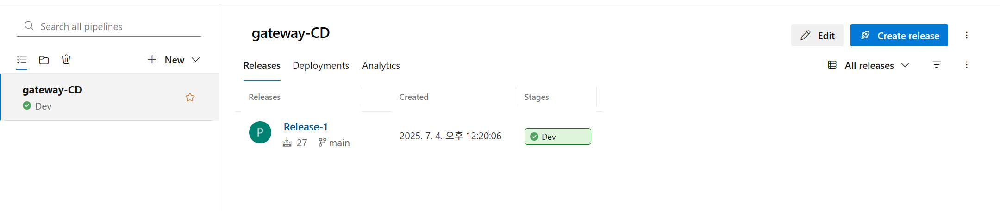 Search all pipelines
New
gateway-CD
Dev
gateway-CD
Edit
Create release
Releases Deployments Analytics
All releases
Releases Created Stages
P
Release-1
27 main
2025. 7. 4. 오후 12:20:06
Dev